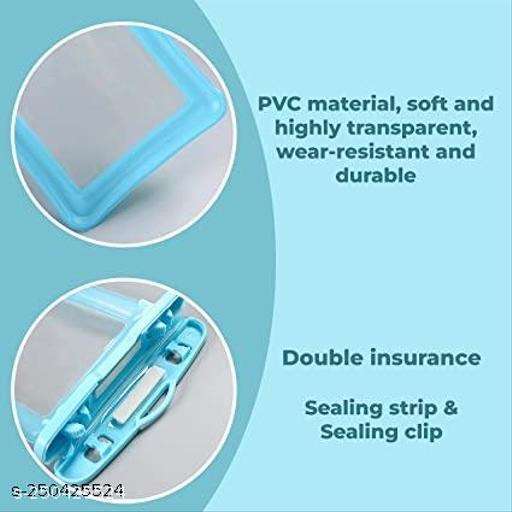 PVC material, soft and
highly transparent,
wear-resistant and
durable
Double insurance
Sealing strip &
Sealing clip
s-250425524